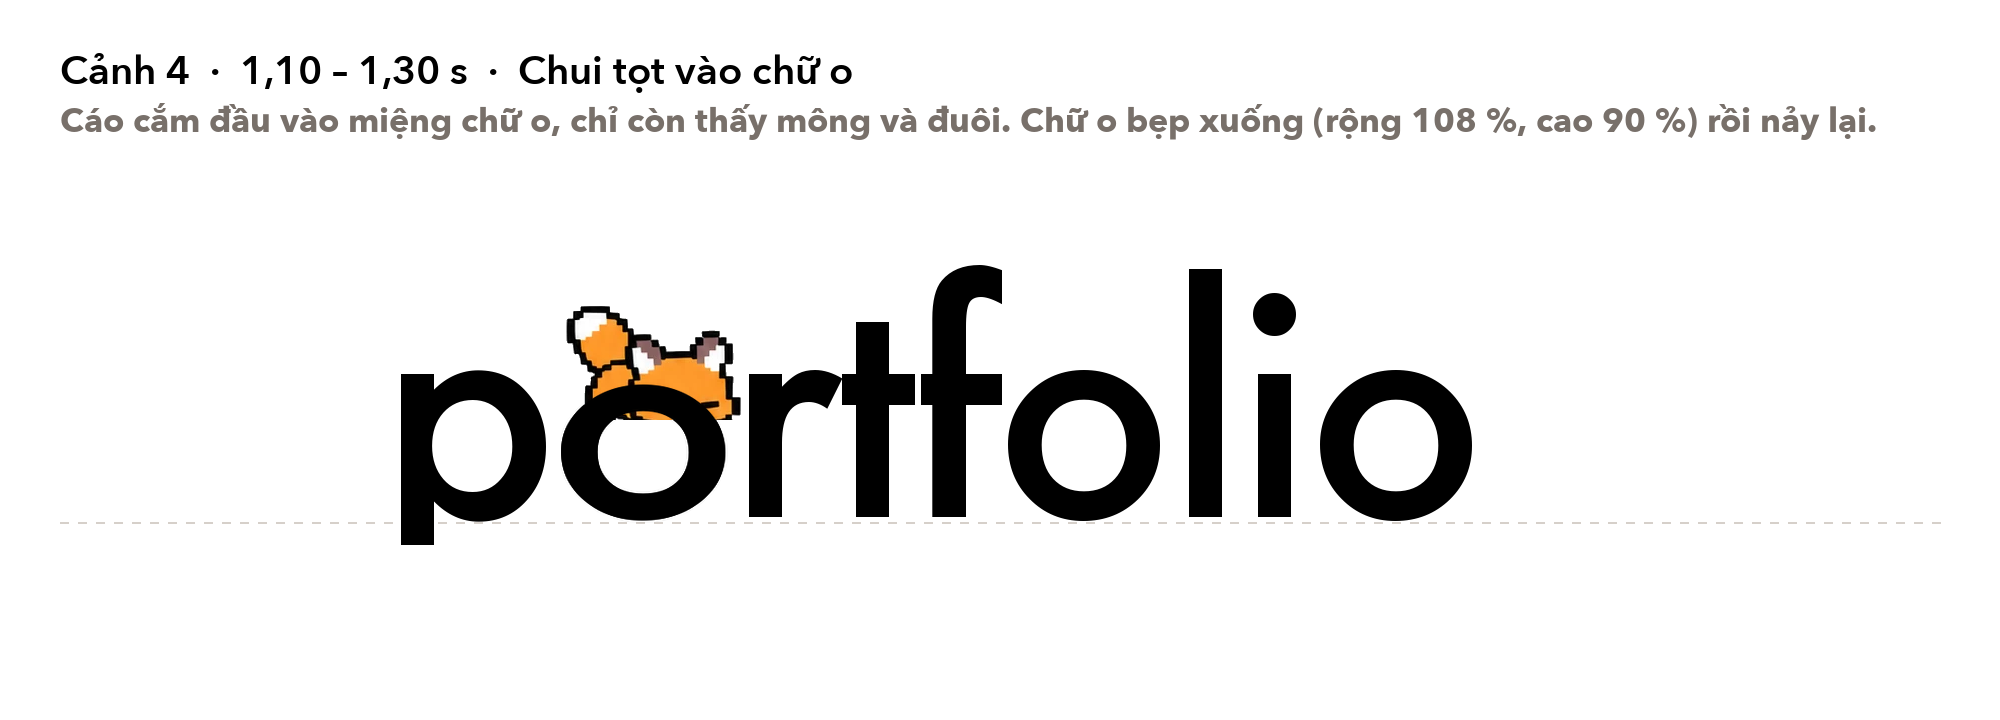 Cảnh 4 · 1,10 – 1,30 s · Chui tọt vào chữ o
Cáo cắm đầu vào miệng chữ o, chỉ còn thấy mông và đuôi. Chữ o bẹp xuống (rộng 108 %, cao 90 %) rồi nảy lại.
portfolio